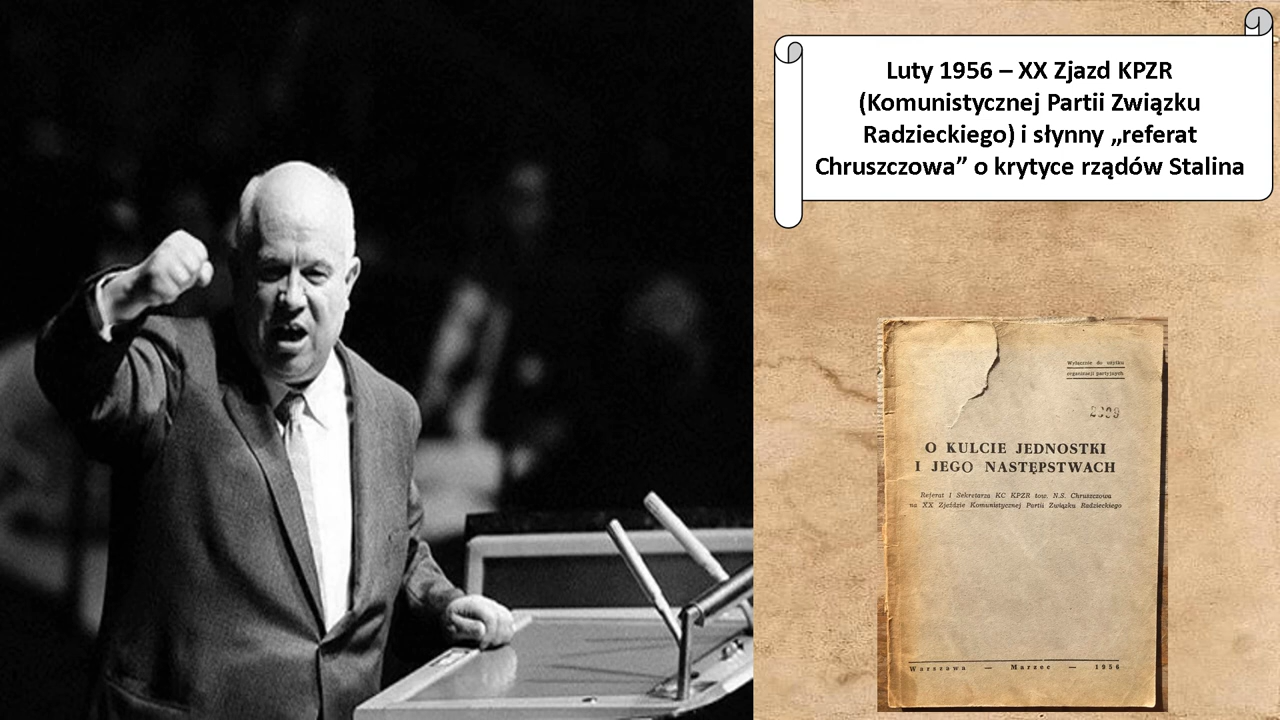 Luty 1956 – XX Zjazd KPZR
(Komunistycznej Partii Związku
Radzieckiego) i słynny „referat
Chruszczowa” o krytyce rządów Stalina
Wyłącznie do użytku
organizacji partyjnych
2309
O KULCIE JEDNOSTKI
I JEGO NASTĘPSTWACH
Referat I Sekretarza KC KPZR tow. N.S. Chruszczowa
na XX Zjeździe Komunistycznej Partii Związku Radzieckiego
Warszawa — Marzec — 1956